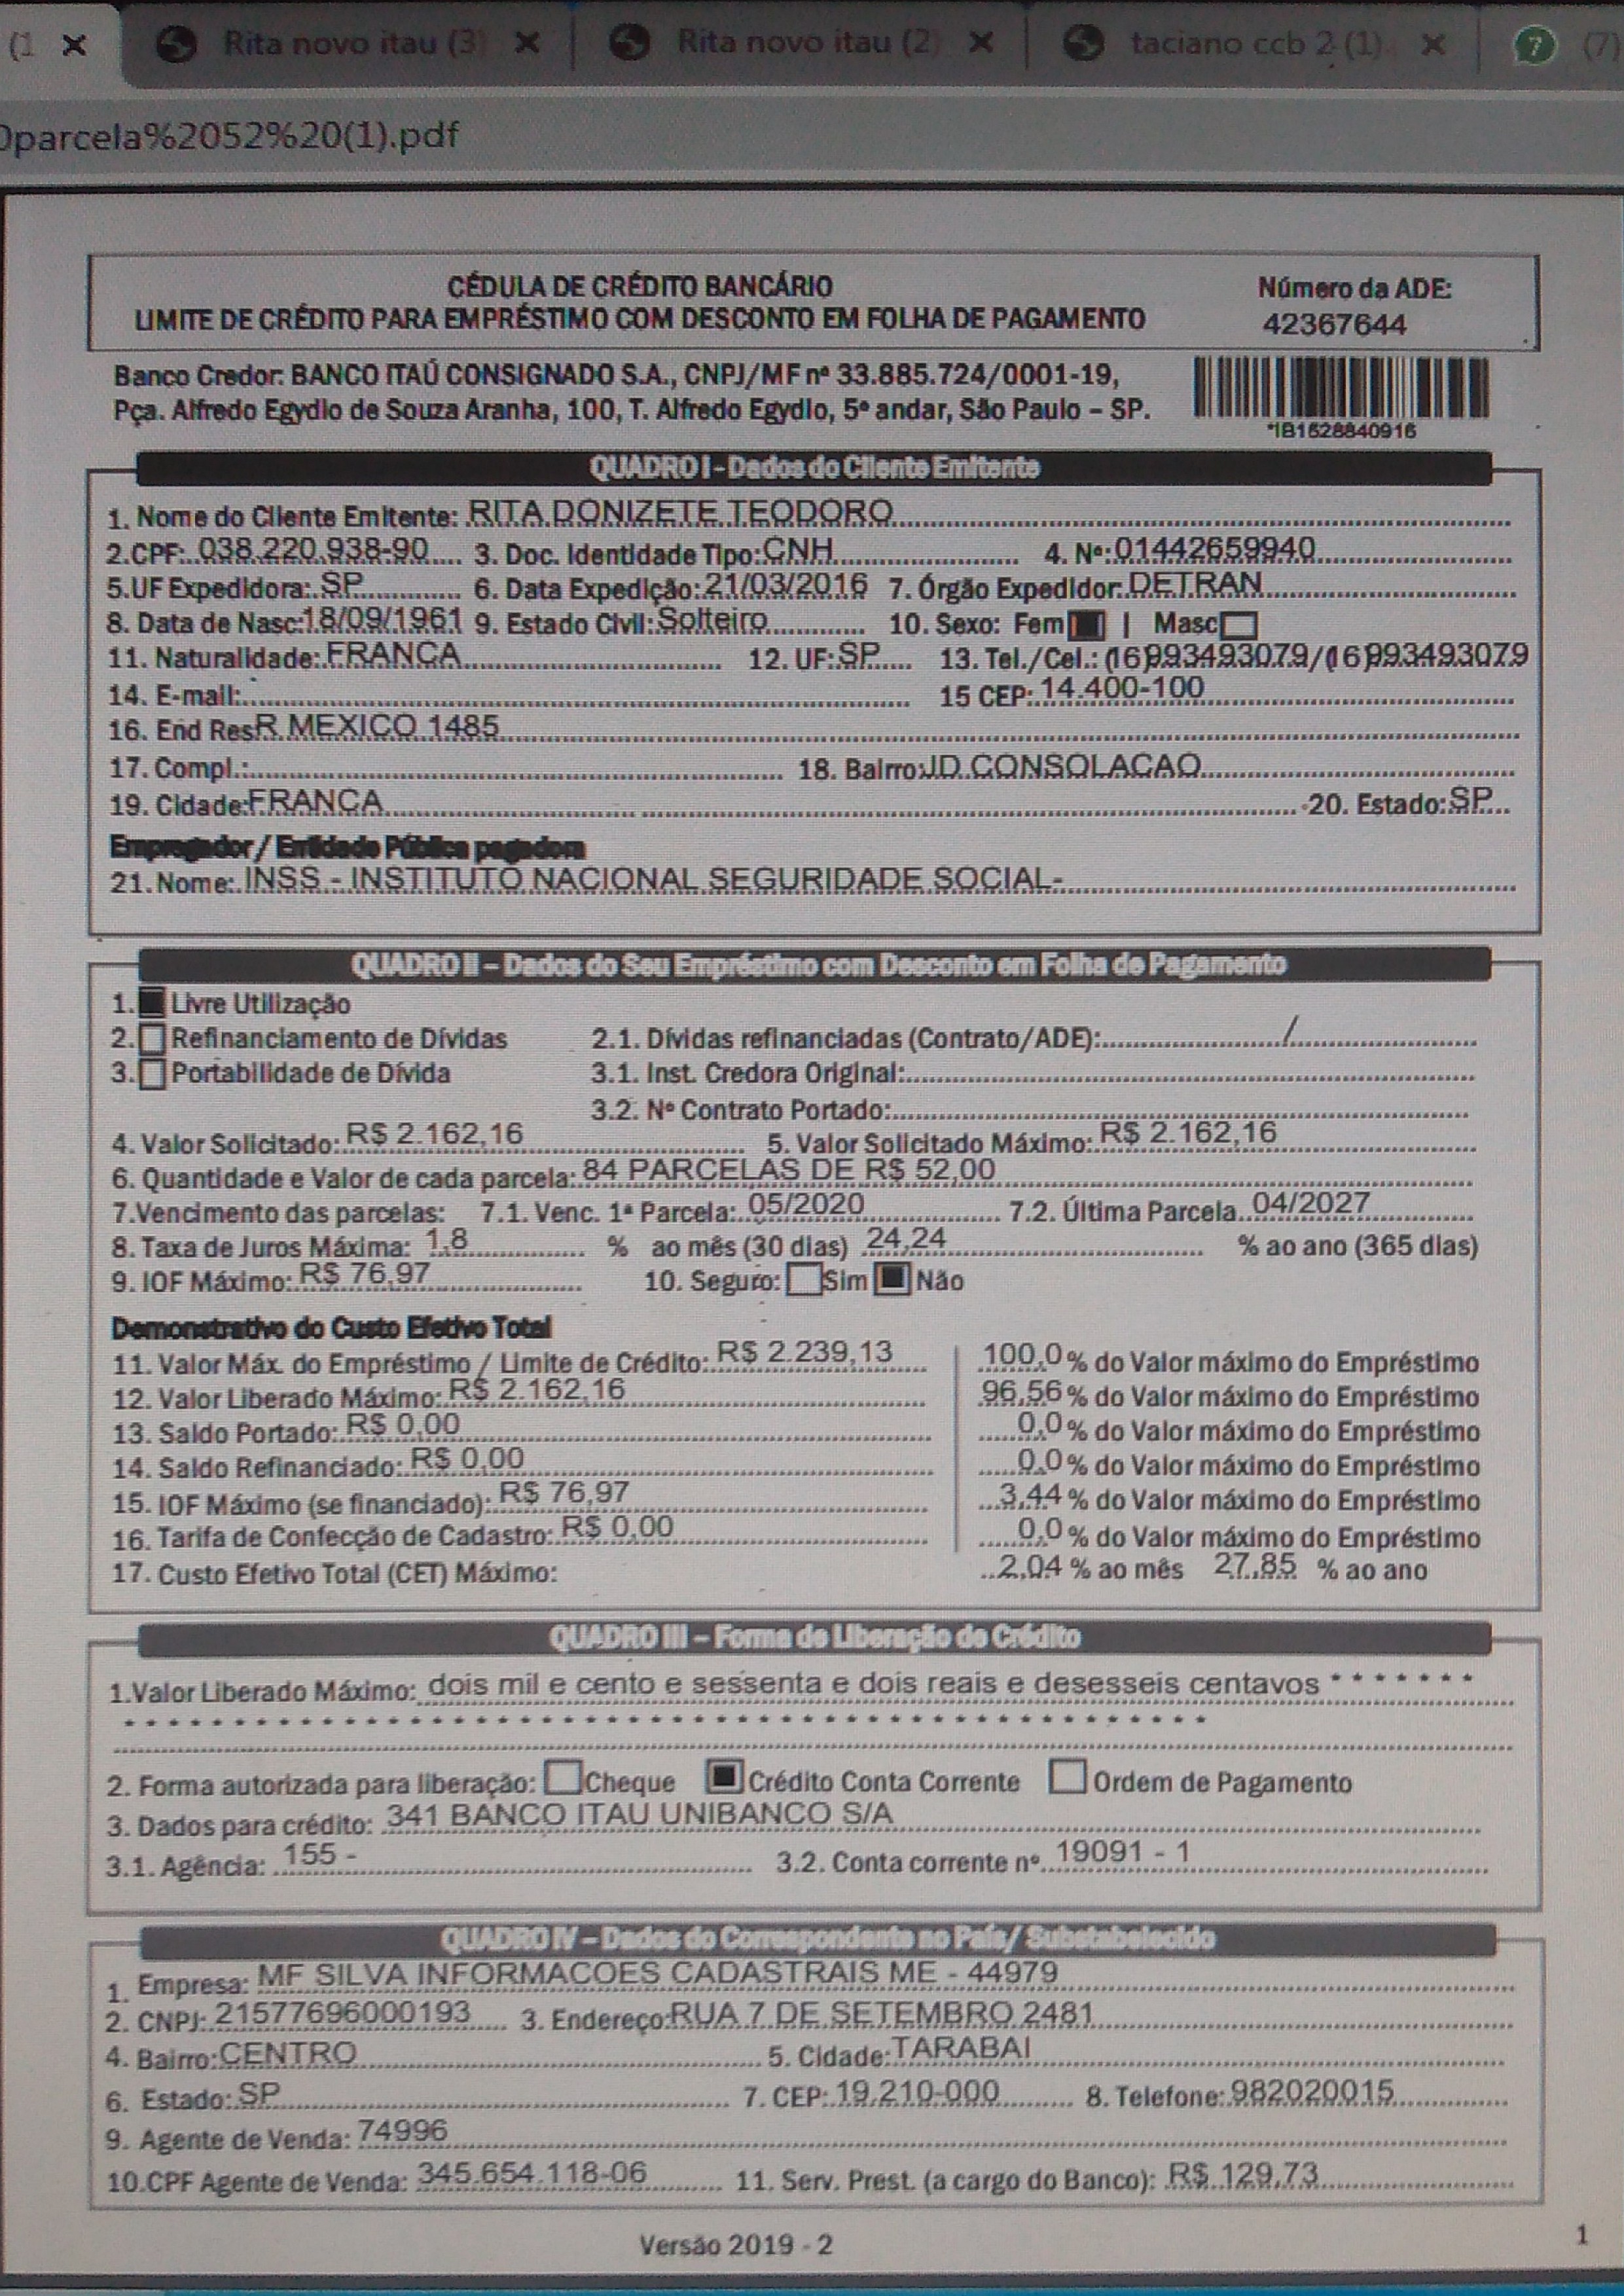 (1 ✕ Rita novo itau (3) ✕ Rita novo itau (2) ✕ taciano ccb 2 (1). ✕ 7 (7)
parcela%2052%20(1).pdf
CÉDULA DE CRÉDITO BANCÁRIO
LIMITE DE CRÉDITO PARA EMPRÉSTIMO COM DESCONTO EM FOLHA DE PAGAMENTO
Número da ADE:
42367644
Banco Credor: BANCO ITAÚ CONSIGNADO S.A., CNPJ/MF nº 33.885.724/0001-19,
Pça. Alfredo Egydio de Souza Aranha, 100, T. Alfredo Egydio, 5º andar, São Paulo – SP.
*IB1628840916
QUADRO I - Dados do Cliente Emitente
1. Nome do Cliente Emitente: RITA DONIZETE TEODORO
2.CPF: 038.220.938-90 3. Doc. Identidade Tipo: CNH 4. Nº: 01442659940
5.UF Expedidora: SP 6. Data Expedição: 21/03/2016 7. Órgão Expedidor: DETRAN
8. Data de Nasc: 18/09/1961 9. Estado Civil: Solteiro 10. Sexo: Fem ■ | Masc □
11. Naturalidade: FRANCA 12. UF: SP 13. Tel./Cel.: (16)993493079/(16)993493079
14. E-mail: 15 CEP: 14.400-100
16. End Res R MEXICO 1485
17. Compl.: 18. Bairro: JD CONSOLACAO
19. Cidade: FRANCA 20. Estado: SP
Empregador / Entidade Pública pagadora
21. Nome: INSS - INSTITUTO NACIONAL SEGURIDADE SOCIAL-
QUADRO II – Dados do Seu Empréstimo com Desconto em Folha de Pagamento
1. ■ Livre Utilização
2. □ Refinanciamento de Dívidas 2.1. Dívidas refinanciadas (Contrato/ADE): /
3. □ Portabilidade de Dívida 3.1. Inst. Credora Original:
3.2. Nº Contrato Portado:
4. Valor Solicitado: R$ 2.162,16 5. Valor Solicitado Máximo: R$ 2.162,16
6. Quantidade e Valor de cada parcela: 84 PARCELAS DE R$ 52,00
7.Vencimento das parcelas: 7.1. Venc. 1ª Parcela: 05/2020 7.2. Última Parcela 04/2027
8. Taxa de Juros Máxima: 1,8 % ao mês (30 dias) 24,24 % ao ano (365 dias)
9. IOF Máximo: R$ 76,97 10. Seguro: □ Sim ■ Não
Demonstrativo do Custo Efetivo Total
11. Valor Máx. do Empréstimo / Limite de Crédito: R$ 2.239,13 100,0 % do Valor máximo do Empréstimo
12. Valor Liberado Máximo: R$ 2.162,16 96,56 % do Valor máximo do Empréstimo
13. Saldo Portado: R$ 0,00 0,0 % do Valor máximo do Empréstimo
14. Saldo Refinanciado: R$ 0,00 0,0 % do Valor máximo do Empréstimo
15. IOF Máximo (se financiado): R$ 76,97 3,44 % do Valor máximo do Empréstimo
16. Tarifa de Confecção de Cadastro: R$ 0,00 0,0 % do Valor máximo do Empréstimo
17. Custo Efetivo Total (CET) Máximo: 2,04 % ao mês 27,85 % ao ano
QUADRO III – Forma de Liberação do Crédito
1.Valor Liberado Máximo: dois mil e cento e sessenta e dois reais e desesseis centavos * * * * * * *
* * * * * * * * * * * * * * * * * * * * * * * * * * * * * * * * * * * * * * * * * * * * * * * * * *
2. Forma autorizada para liberação: □ Cheque ■ Crédito Conta Corrente □ Ordem de Pagamento
3. Dados para crédito: 341 BANCO ITAU UNIBANCO S/A
3.1. Agência: 155 - 3.2. Conta corrente nº 19091 - 1
QUADRO IV – Dados do Correspondente no País/ Substabelecido
1. Empresa: MF SILVA INFORMACOES CADASTRAIS ME - 44979
2. CNPJ: 21577696000193 3. Endereço: RUA 7 DE SETEMBRO 2481
4. Bairro: CENTRO 5. Cidade: TARABAI
6. Estado: SP 7. CEP: 19.210-000 8. Telefone: 982020015
9. Agente de Venda: 74996
10.CPF Agente de Venda: 345.654.118-06 11. Serv. Prest. (a cargo do Banco): R$ 129,73
Versão 2019 - 2
1